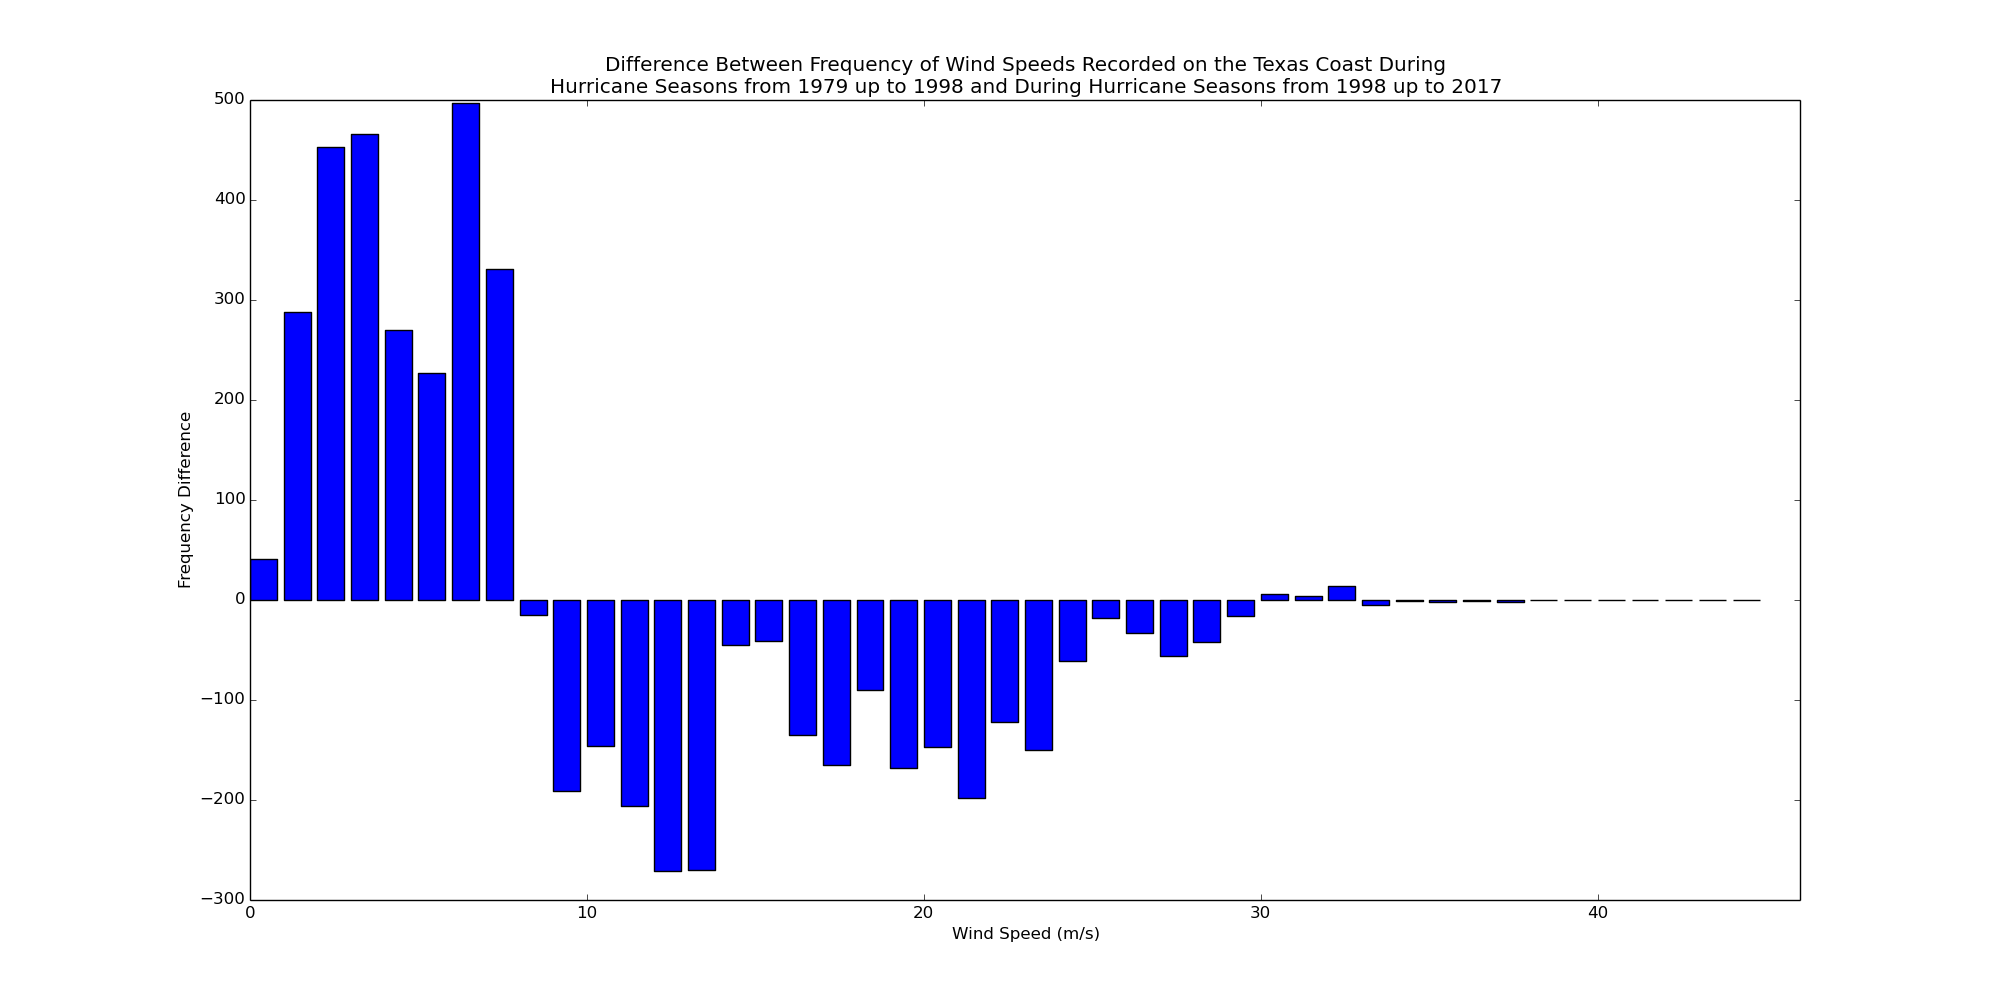 Difference Between Frequency of Wind Speeds Recorded on the Texas Coast During
Hurricane Seasons from 1979 up to 1998 and During Hurricane Seasons from 1998 up to 2017
500
400
300
200
100
0
−100
−200
−300
Frequency Difference
0 10 20 30 40
Wind Speed (m/s)